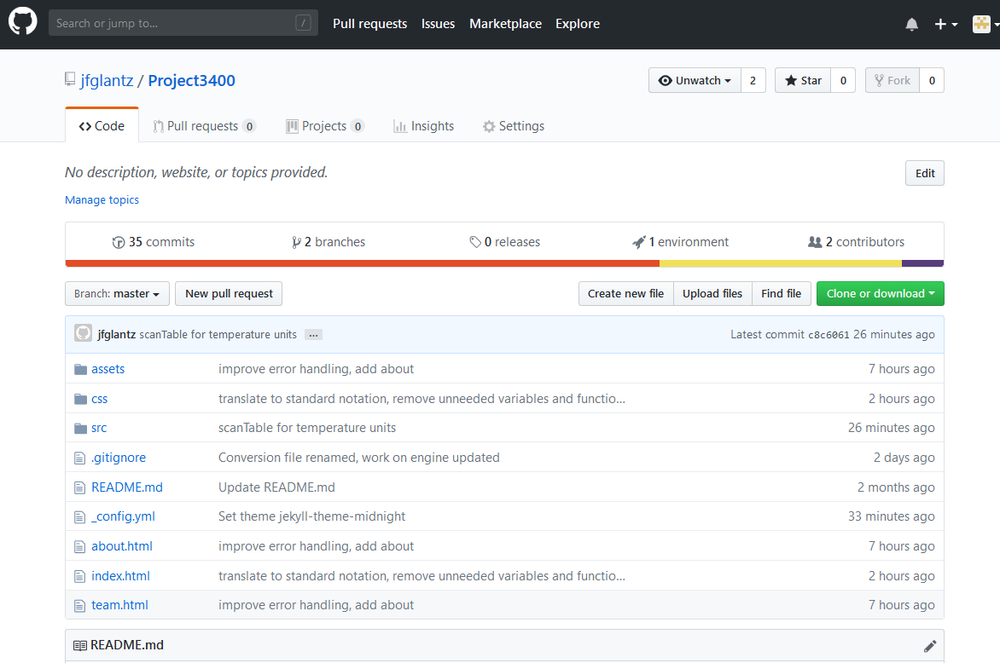 Search or jump to... / Pull requests Issues Marketplace Explore
jfglantz / Project3400 Unwatch 2 Star 0 Fork 0
Code Pull requests 0 Projects 0 Insights Settings
No description, website, or topics provided. Edit
Manage topics
35 commits 2 branches 0 releases 1 environment 2 contributors
Branch: master New pull request Create new file Upload files Find file Clone or download
jfglantz scanTable for temperature units ... Latest commit c8c6061 26 minutes ago
assets improve error handling, add about 7 hours ago
css translate to standard notation, remove unneeded variables and functio... 2 hours ago
src scanTable for temperature units 26 minutes ago
.gitignore Conversion file renamed, work on engine updated 2 days ago
README.md Update README.md 2 months ago
_config.yml Set theme jekyll-theme-midnight 33 minutes ago
about.html improve error handling, add about 7 hours ago
index.html translate to standard notation, remove unneeded variables and functio... 2 hours ago
team.html improve error handling, add about 7 hours ago
README.md